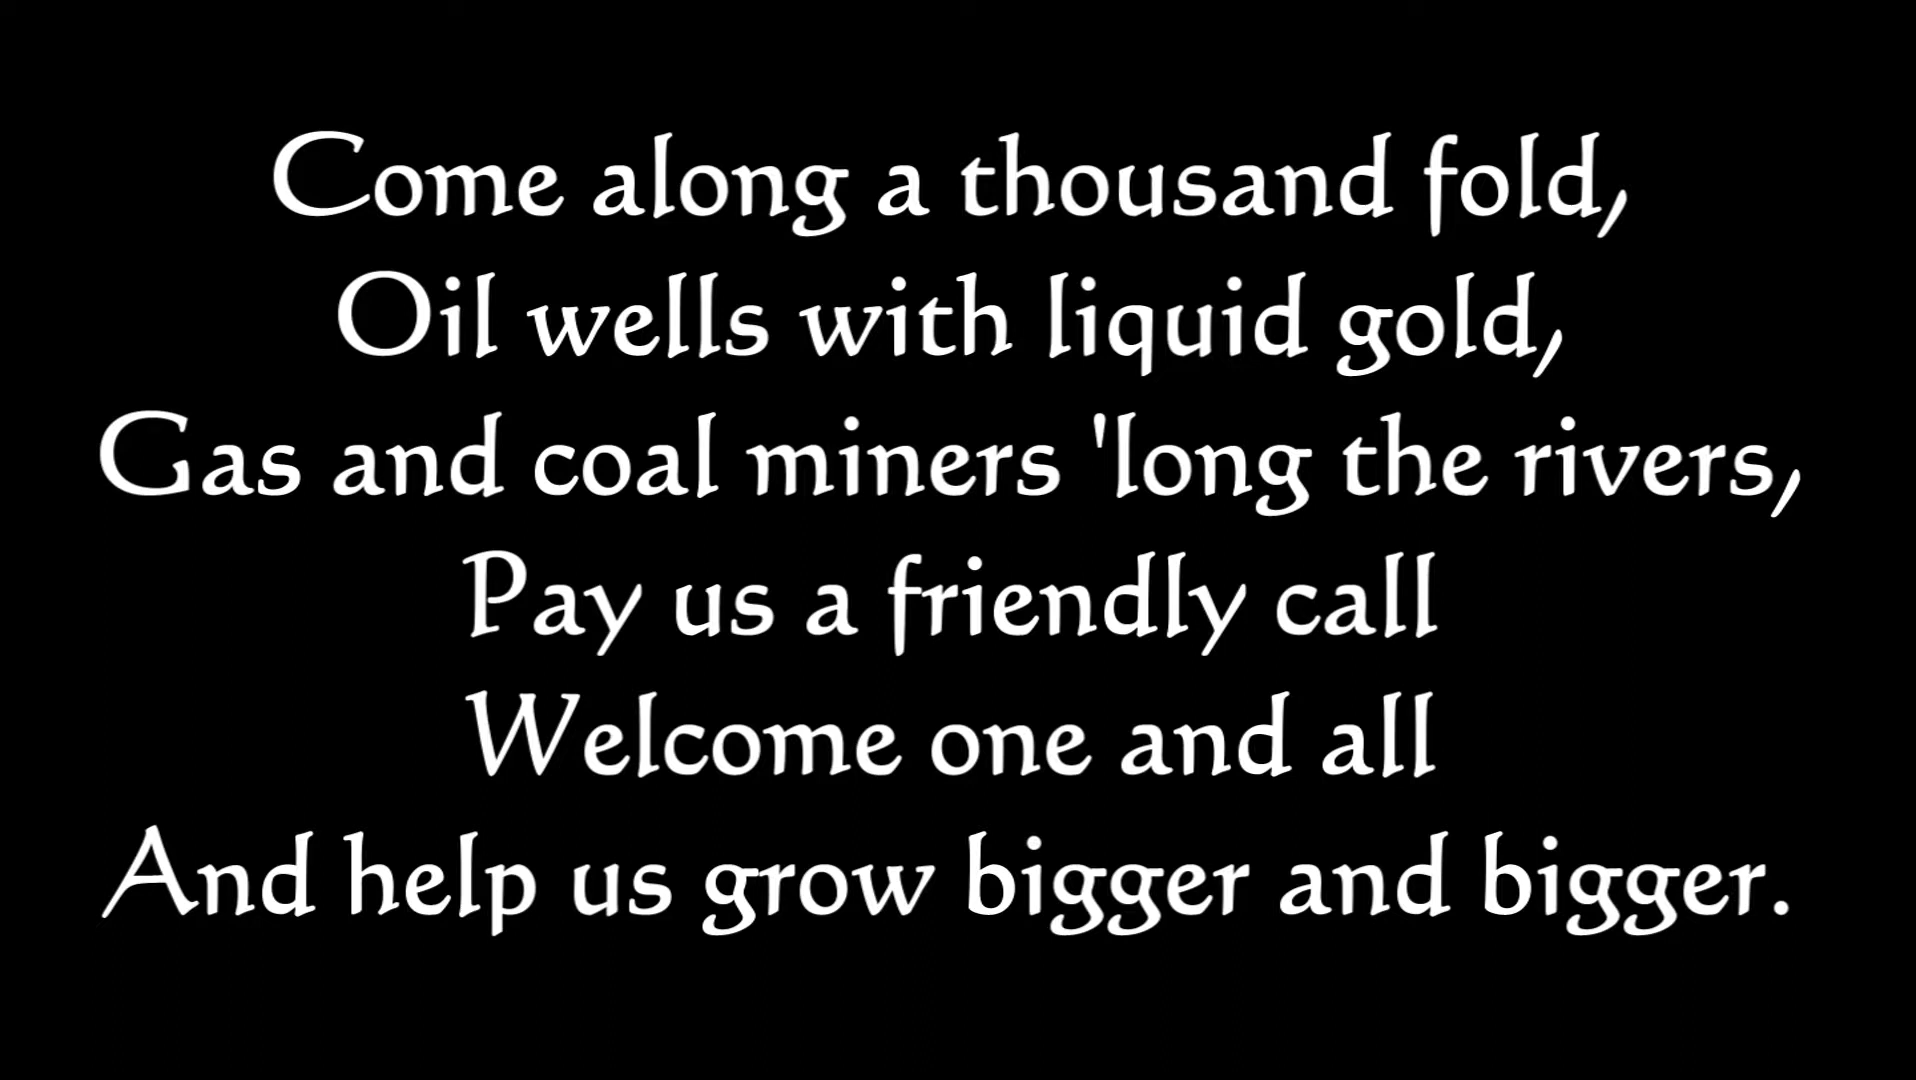 Come along a thousand fold,
Oil wells with liquid gold,
Gas and coal miners 'long the rivers,
Pay us a friendly call
Welcome one and all
And help us grow bigger and bigger.